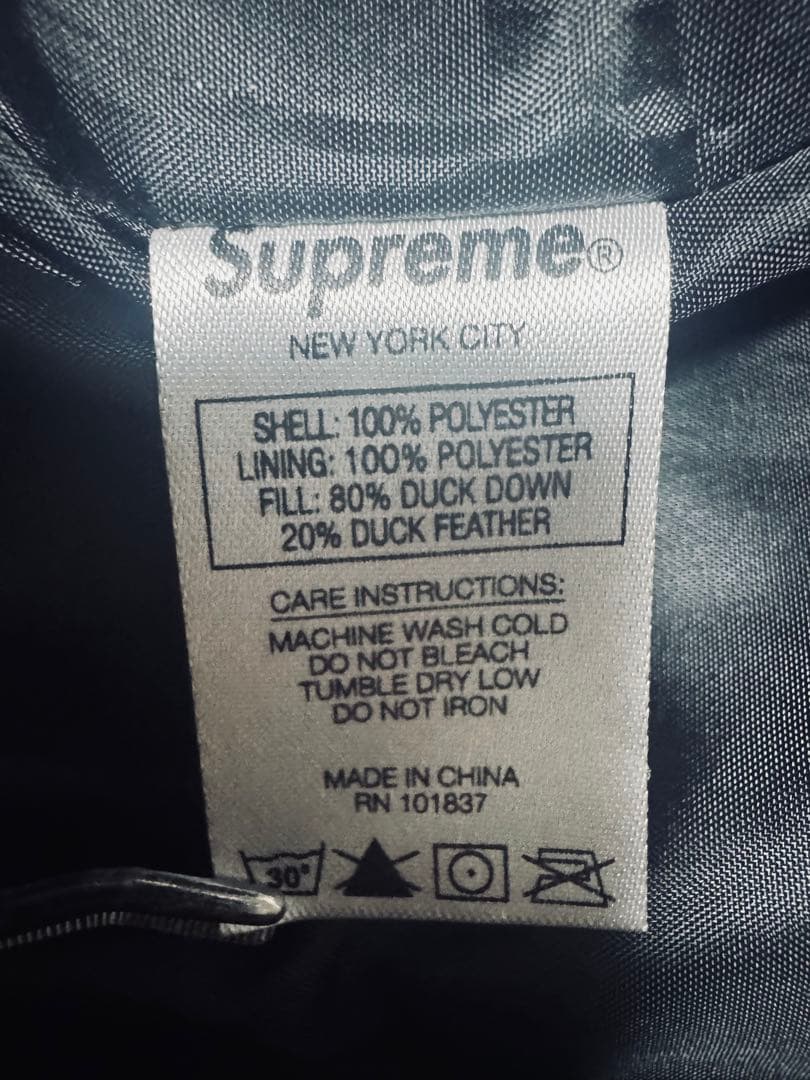 Supreme®
NEW YORK CITY
SHELL: 100% POLYESTER
LINING: 100% POLYESTER
FILL: 80% DUCK DOWN
20% DUCK FEATHER
CARE INSTRUCTIONS:
MACHINE WASH COLD
DO NOT BLEACH
TUMBLE DRY LOW
DO NOT IRON
MADE IN CHINA
RN 101837
30°